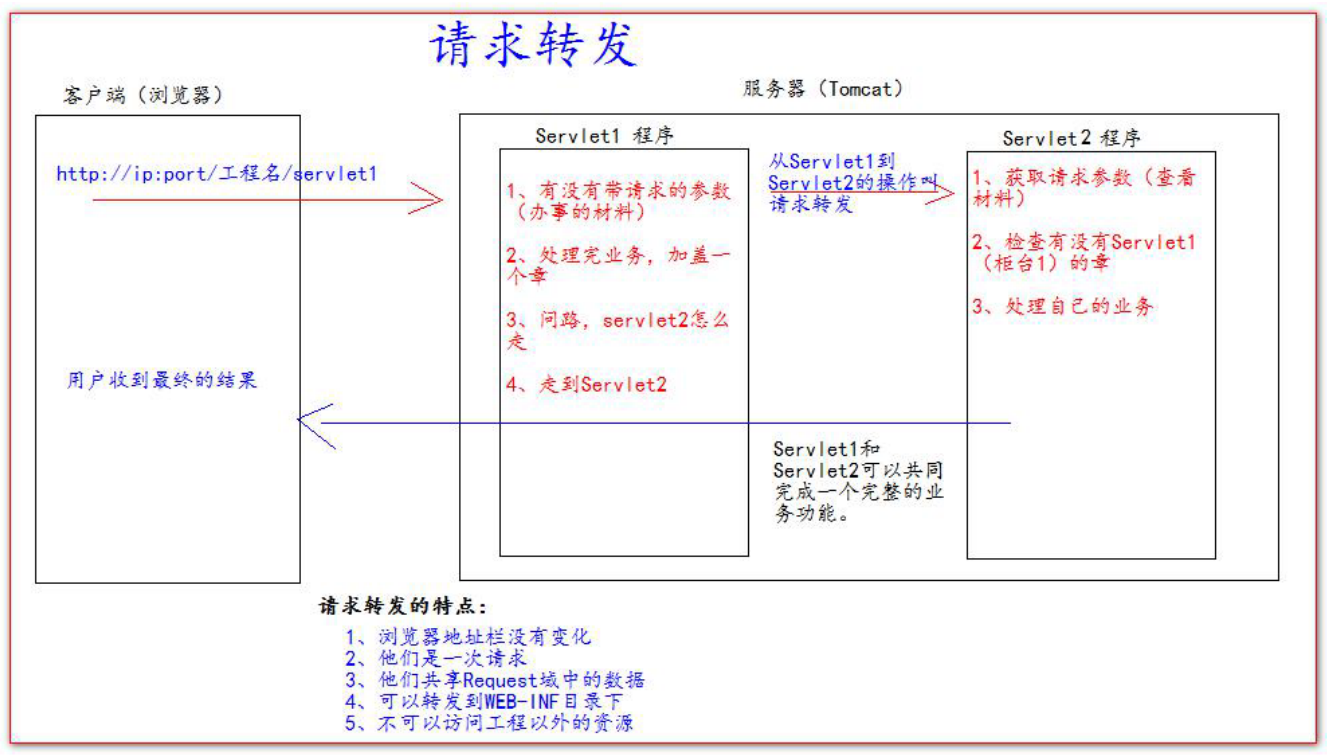 请求转发
客户端（浏览器）
服务器（Tomcat）
http://ip:port/工程名/servlet1
Servlet1 程序
1、有没有带请求的参数
（办事的材料）
2、处理完业务，加盖一
个章
3、问路，servlet2怎么
走
4、走到Servlet2
从Servlet1到
Servlet2的操作叫
请求转发
Servlet2 程序
1、获取请求参数（查看
材料）
2、检查有没有Servlet1
（柜台1）的章
3、处理自己的业务
用户收到最终的结果
Servlet1和
Servlet2可以共同
完成一个完整的业
务功能。
请求转发的特点：
1、浏览器地址栏没有变化
2、他们是一次请求
3、他们共享Request域中的数据
4、可以转发到WEB-INF目录下
5、不可以访问工程以外的资源